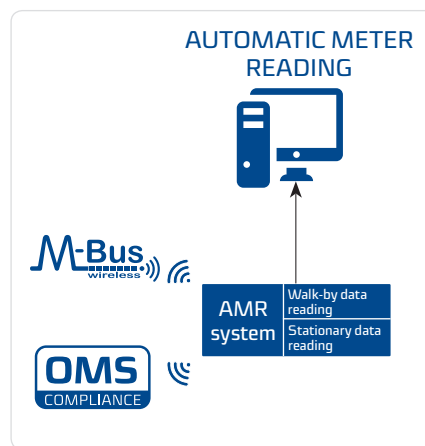 AUTOMATIC METER
READING
M-Bus
wireless
AMR
system
Walk-by data
reading
Stationary data
reading
OMS
COMPLIANCE